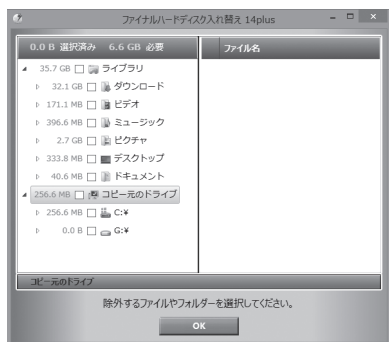 ファイナルハードディスク入れ替え 14plus
0.0 B 選択済み 6.6 GB 必要
ファイル名
35.7 GB ライブラリ
32.1 GB ダウンロード
171.1 MB ビデオ
396.6 MB ミュージック
2.7 GB ピクチャ
333.8 MB デスクトップ
40.6 MB ドキュメント
256.6 MB コピー元のドライブ
256.6 MB C:¥
0.0 B G:¥
コピー元のドライブ
除外するファイルやフォルダーを選択してください。
OK